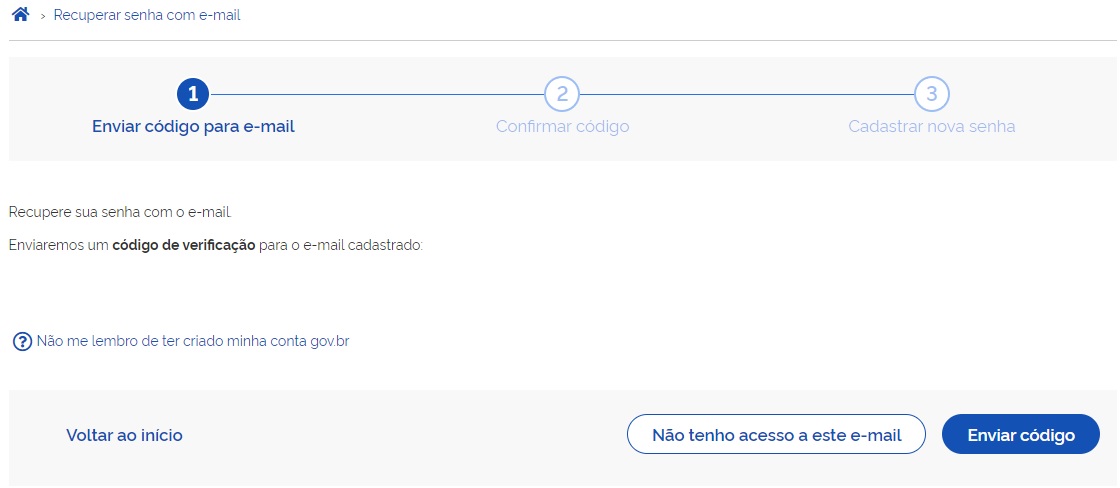 › Recuperar senha com e-mail
1 2 3
Enviar código para e-mail Confirmar código Cadastrar nova senha
Recupere sua senha com o e-mail.
Enviaremos um código de verificação para o e-mail cadastrado:
? Não me lembro de ter criado minha conta gov.br
Voltar ao início Não tenho acesso a este e-mail Enviar código